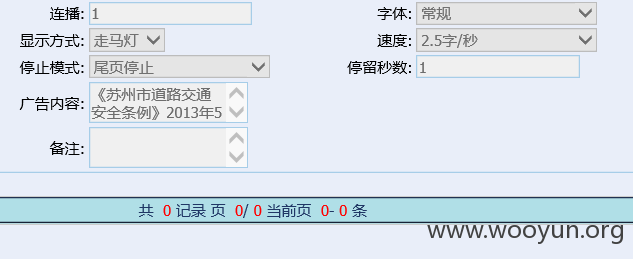 连播: 1 字体: 常规
显示方式: 走马灯 速度: 2.5字/秒
停止模式: 尾页停止 停留秒数: 1
广告内容: 《苏州市道路交通
安全条例》2013年5
备注:
共 0 记录 页 0/ 0 当前页 0- 0 条
www.wooyun.org